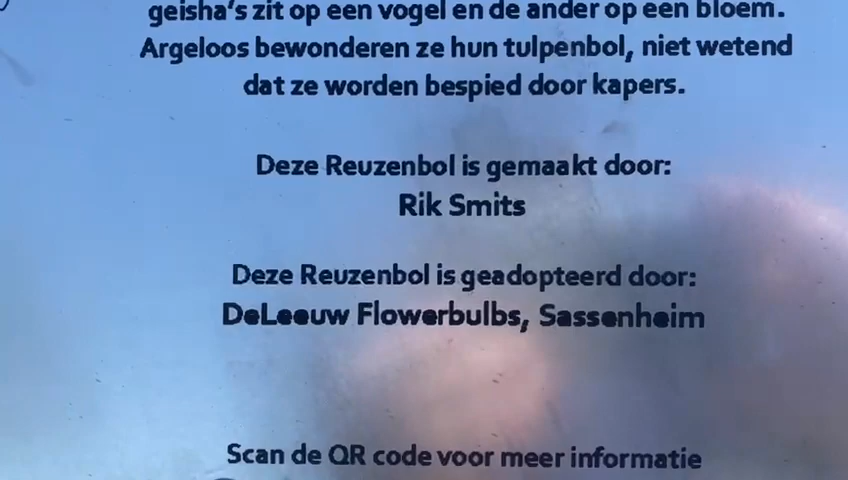 geisha's zit op een vogel en de ander op een bloem.
Argeloos bewonderen ze hun tulpenbol, niet wetend
dat ze worden bespied door kapers.
Deze Reuzenbol is gemaakt door:
Rik Smits
Deze Reuzenbol is geadopteerd door:
DeLeeuw Flowerbulbs, Sassenheim
Scan de QR code voor meer informatie